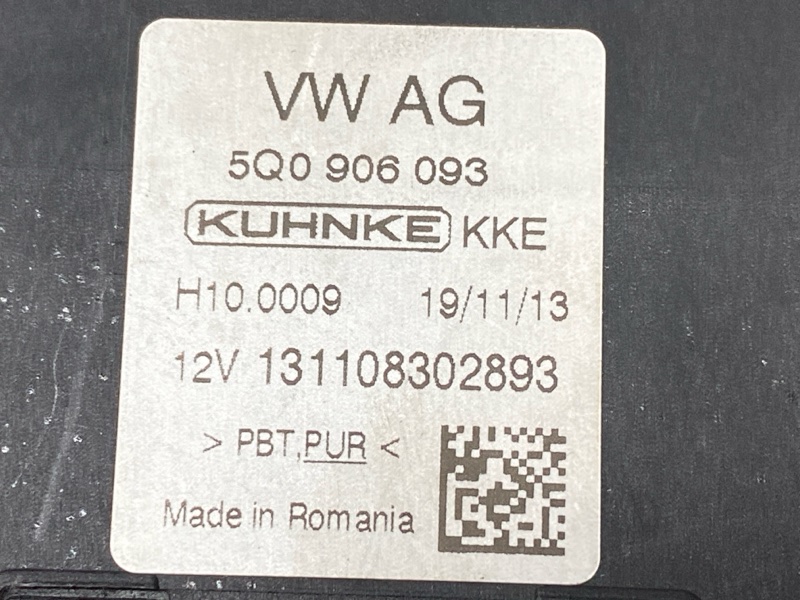 VW AG
5Q0 906 093
KUHNKE KKE
H10.0009 19/11/13
12V 131108302893
> PBT,PUR <
Made in Romania